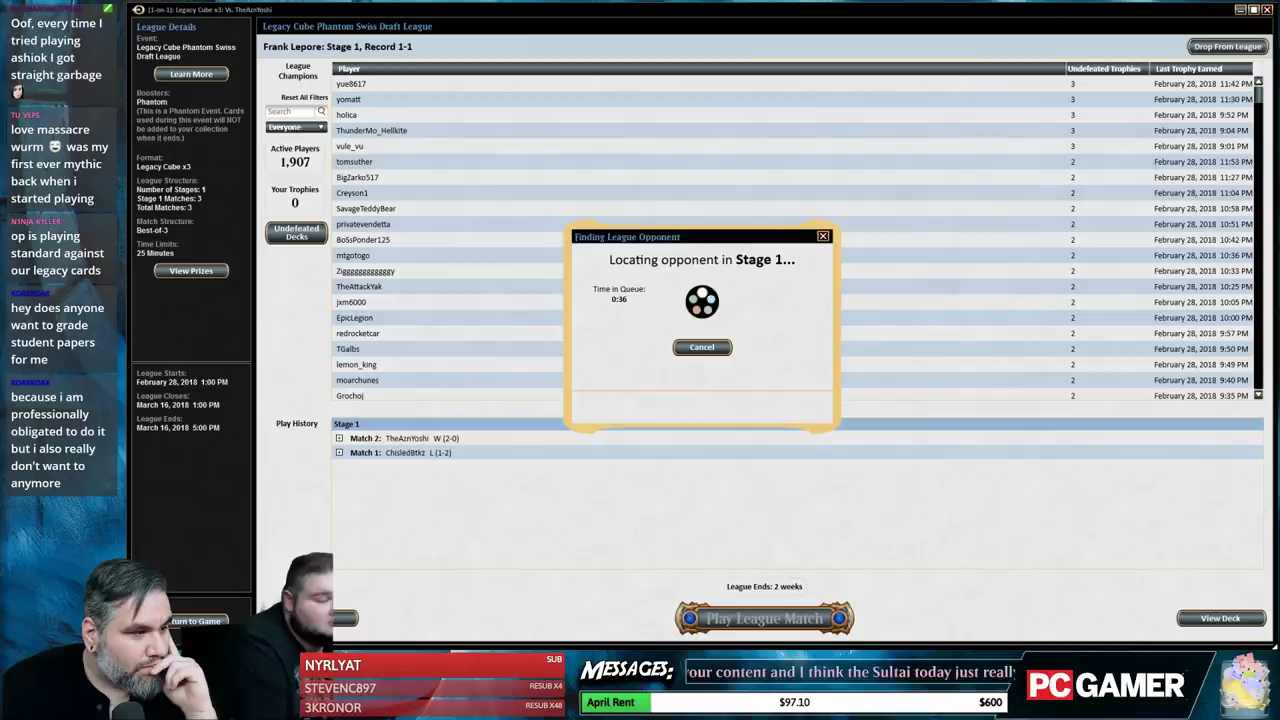 (1-on-1): Legacy Cube x3: Vs. TheAznYoshi
Oof, every time I
tried playing
ashiok I got
straight garbage
TU VEPS
love massacre
wurm was my
first ever mythic
back when i
started playing
N1NJA K1LLER
op is playing
standard against
our legacy cards
hey does anyone
want to grade
student papers
for me
because i am
professionally
obligated to do it
but i also really
don't want to
anymore
League Details
Event:
Legacy Cube Phantom Swiss
Draft League
Learn More
Boosters:
Phantom
(This is a Phantom Event. Cards
used during this event will NOT
be added to your collection
when it ends.)
Format:
Legacy Cube x3
League Structure:
Number of Stages: 1
Stage 1 Matches: 3
Total Matches: 3
Match Structure:
Best-of-3
Time Limits:
25 Minutes
View Prizes
League Starts:
February 28, 2018 1:00 PM
League Closes:
March 16, 2018 1:00 PM
League Ends:
March 16, 2018 5:00 PM
turn to Game
Legacy Cube Phantom Swiss Draft League
Frank Lepore: Stage 1, Record 1-1
Drop From League
League
Champions
Reset All Filters
Search
Everyone
Active Players
1,907
Your Trophies
0
Undefeated
Decks
Player Undefeated Trophies Last Trophy Earned
yue8617 3 February 28, 2018 11:42 PM
yomatt 3 February 28, 2018 11:30 PM
holica 3 February 28, 2018 9:52 PM
ThunderMo_Hellkite 3 February 28, 2018 9:04 PM
vule_vu 3 February 28, 2018 9:01 PM
tomsuther 2 February 28, 2018 11:53 PM
BigZarko517 2 February 28, 2018 11:27 PM
Creyson1 2 February 28, 2018 11:04 PM
SavageTeddyBear 2 February 28, 2018 10:58 PM
privatevendetta 2 February 28, 2018 10:51 PM
BoSsPonder125 2 February 28, 2018 10:42 PM
mtgotogo 2 February 28, 2018 10:36 PM
Ziggggggggggggy 2 February 28, 2018 10:33 PM
TheAttackYak 2 February 28, 2018 10:25 PM
jxm6000 2 February 28, 2018 10:05 PM
EpicLegion 2 February 28, 2018 10:00 PM
redrocketcar 2 February 28, 2018 9:57 PM
TGalbs 2 February 28, 2018 9:50 PM
lemon_king 2 February 28, 2018 9:49 PM
moarchunes 2 February 28, 2018 9:40 PM
Grochoj 2 February 28, 2018 9:35 PM
Finding League Opponent
Locating opponent in Stage 1...
Time in Queue:
0:36
Cancel
Play History
Stage 1
Match 2: TheAznYoshi W (2-0)
Match 1: ChisledBtkz L (1-2)
League Ends: 2 weeks
Play League Match
View Deck
NYRLYAT SUB
STEVENC897 RESUB X4
3KRONOR RESUB X48
MESSAGES:
our content and I think the Sultai today just reall
April Rent $97.10 $600
PC GAMER